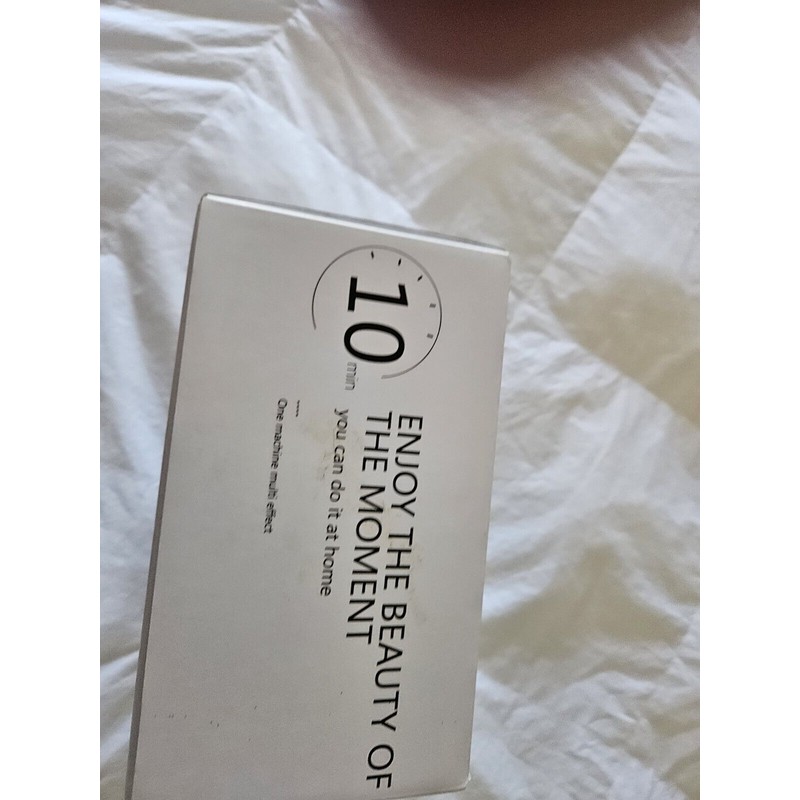 10 min
ENJOY THE BEAUTY OF
THE MOMENT
you can do it at home
One machine multi effect